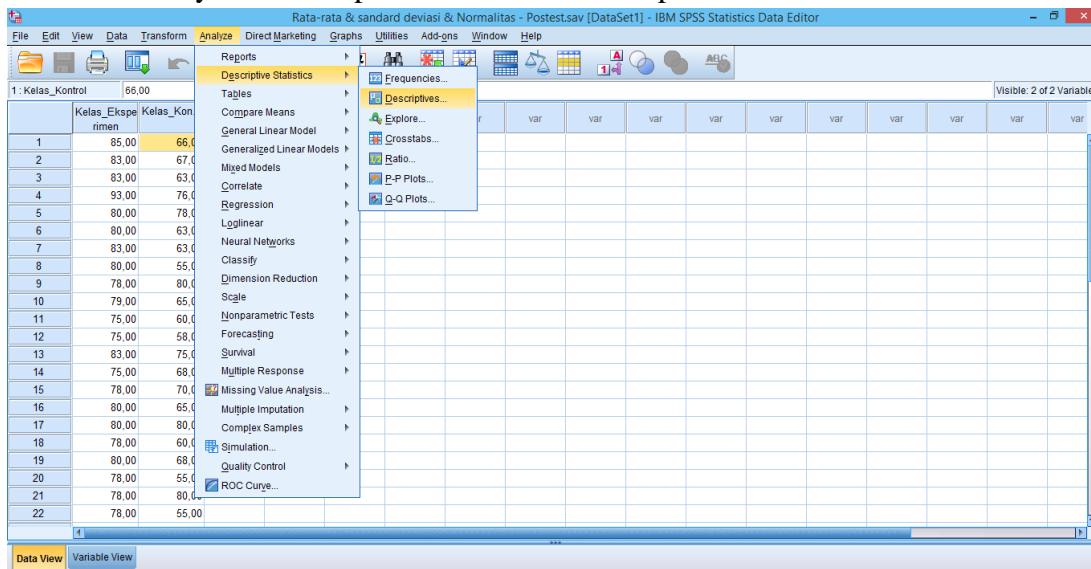 Rata-rata & sandard deviasi & Normalitas - Postest.sav [DataSet1] - IBM SPSS Statistics Data Editor
File Edit View Data Transform Analyze Direct Marketing Graphs Utilities Add-ons Window Help
1 : Kelas_Kontrol 66,00 Visible: 2 of 2 Variable
Kelas_Eksperimen Kelas_Kon var var var var var var var var var
1 85,00 66,0
2 83,00 67,0
3 83,00 63,0
4 93,00 76,0
5 80,00 78,0
6 80,00 63,0
7 83,00 63,0
8 80,00 55,0
9 78,00 80,0
10 79,00 65,0
11 75,00 60,0
12 75,00 58,0
13 83,00 75,0
14 75,00 68,0
15 78,00 70,0
16 80,00 65,0
17 80,00 80,0
18 78,00 60,0
19 80,00 68,0
20 78,00 55,0
21 78,00 80,00
22 78,00 55,00
Reports
Descriptive Statistics
Tables
Compare Means
General Linear Model
Generalized Linear Models
Mixed Models
Correlate
Regression
Loglinear
Neural Networks
Classify
Dimension Reduction
Scale
Nonparametric Tests
Forecasting
Survival
Multiple Response
Missing Value Analysis...
Multiple Imputation
Complex Samples
Simulation...
Quality Control
ROC Curve...
Frequencies...
Descriptives...
Explore...
Crosstabs...
Ratio...
P-P Plots...
Q-Q Plots...
Data View Variable View